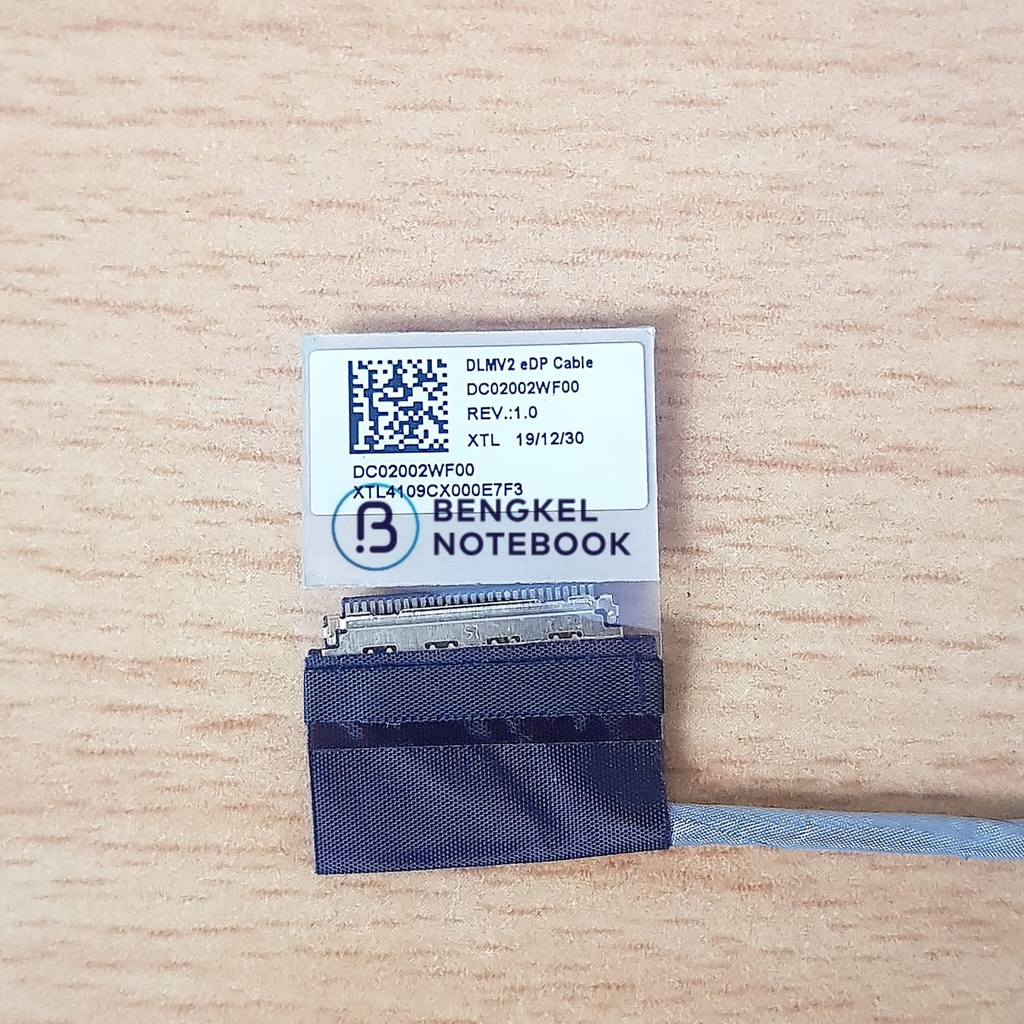 DLMV2 eDP Cable
DC02002WF00
REV.:1.0
XTL 19/12/30
DC02002WF00
XTL4109CX000E7F3
BENGKEL
NOTEBOOK